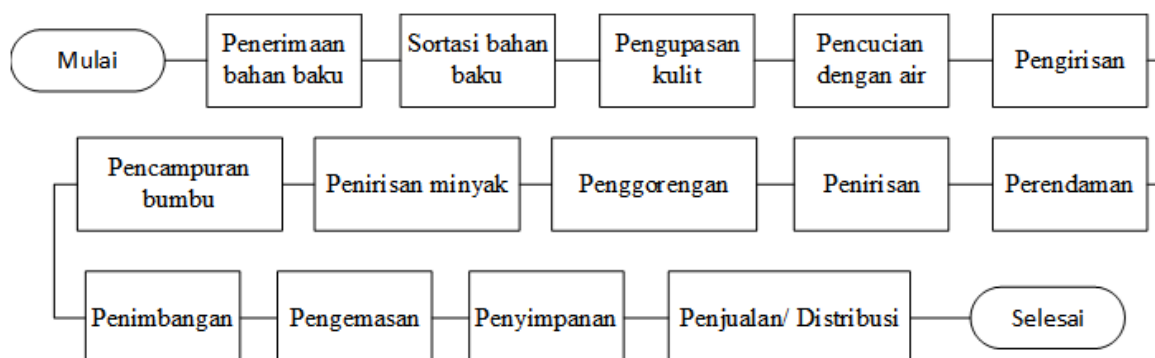 Mulai
Penerimaan
bahan baku
Sortasi bahan
baku
Pengupasan
kulit
Pencucian
dengan air
Pengirisan
Perendaman
Penirisan
Penggorengan
Penirisan minyak
Pencampuran
bumbu
Penimbangan
Pengemasan
Penyimpanan
Penjualan/ Distribusi
Selesai